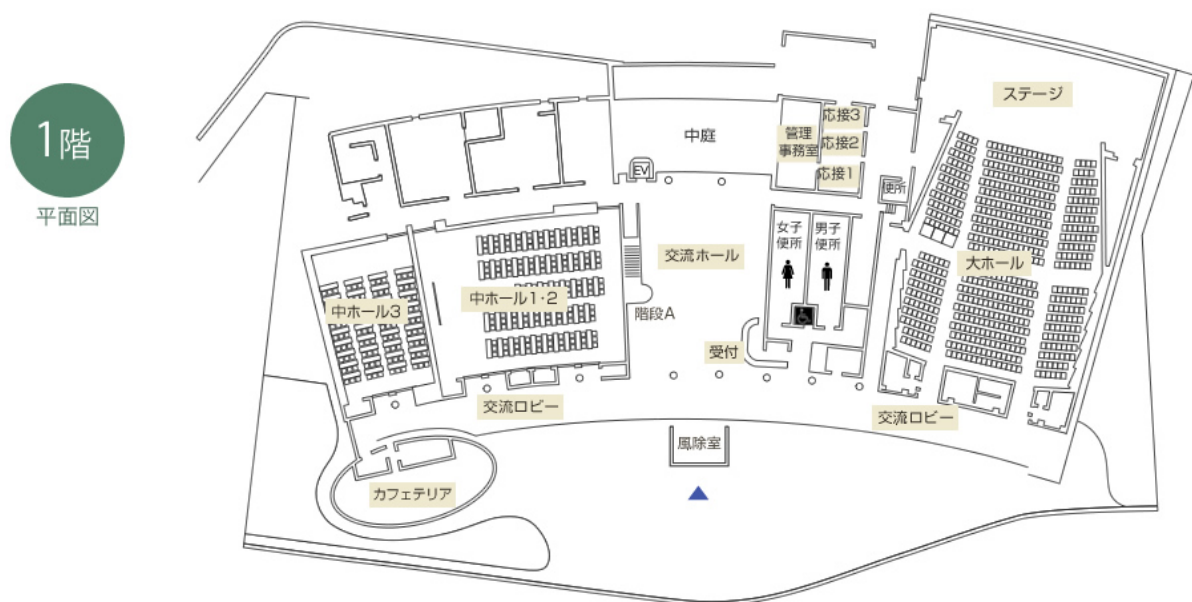 1階
平面図
ステージ
応接3
中庭
管理
事務室
応接2
EV
応接1
便所
女子
便所
男子
便所
交流ホール
大ホール
中ホール3
中ホール1・2
階段A
受付
交流ロビー
交流ロビー
風除室
カフェテリア